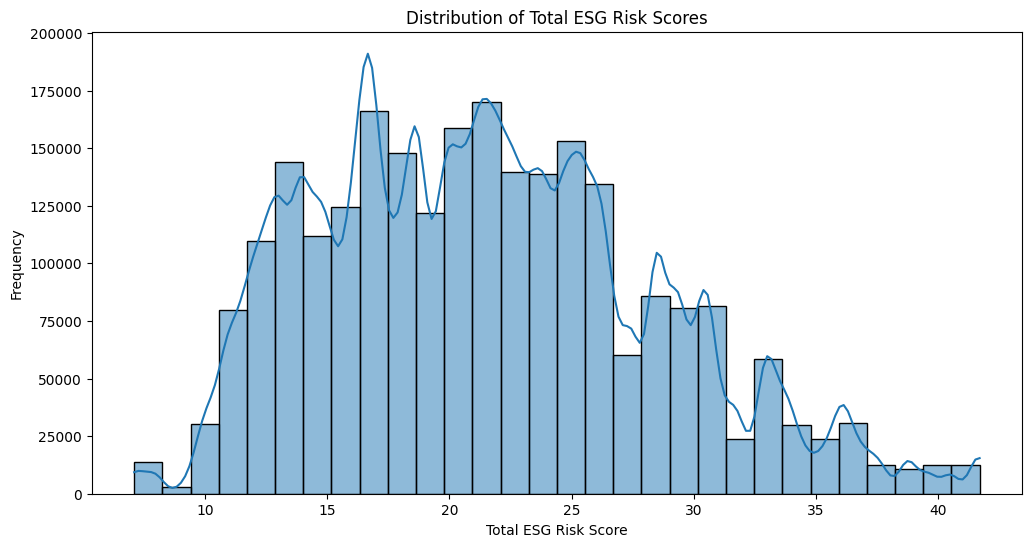 Distribution of Total ESG Risk Scores
200000
175000
150000
125000
100000
75000
50000
25000
0
Frequency
10 15 20 25 30 35 40
Total ESG Risk Score